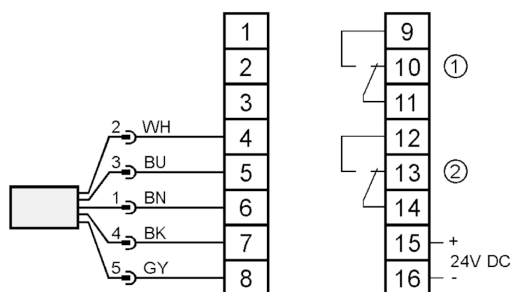 1
2
3
2 WH 4
3 BU 5
1 BN 6
4 BK 7
5 GY 8
9
10 ①
11
12
13 ②
14
15 +
24V DC
16 -